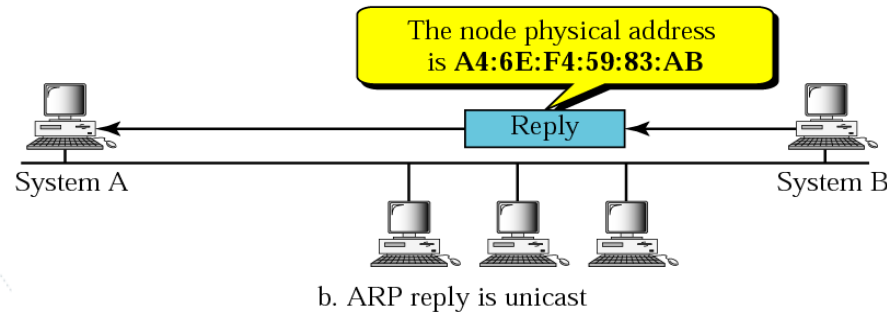 The node physical address
is A4:6E:F4:59:83:AB
Reply
System A
System B
b. ARP reply is unicast